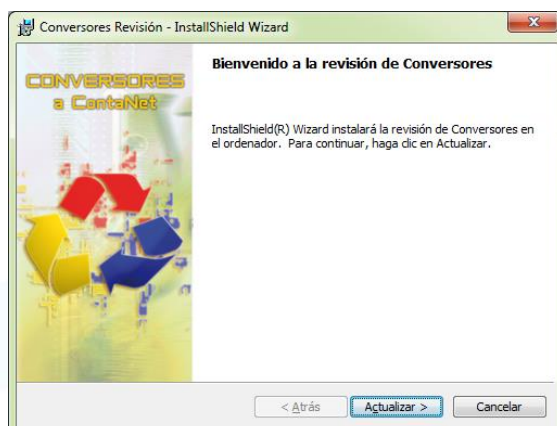 Conversores Revisión - InstallShield Wizard
CONVERSORES
a ContaNet
Bienvenido a la revisión de Conversores
InstallShield(R) Wizard instalará la revisión de Conversores en
el ordenador. Para continuar, haga clic en Actualizar.
< Atrás
Actualizar >
Cancelar